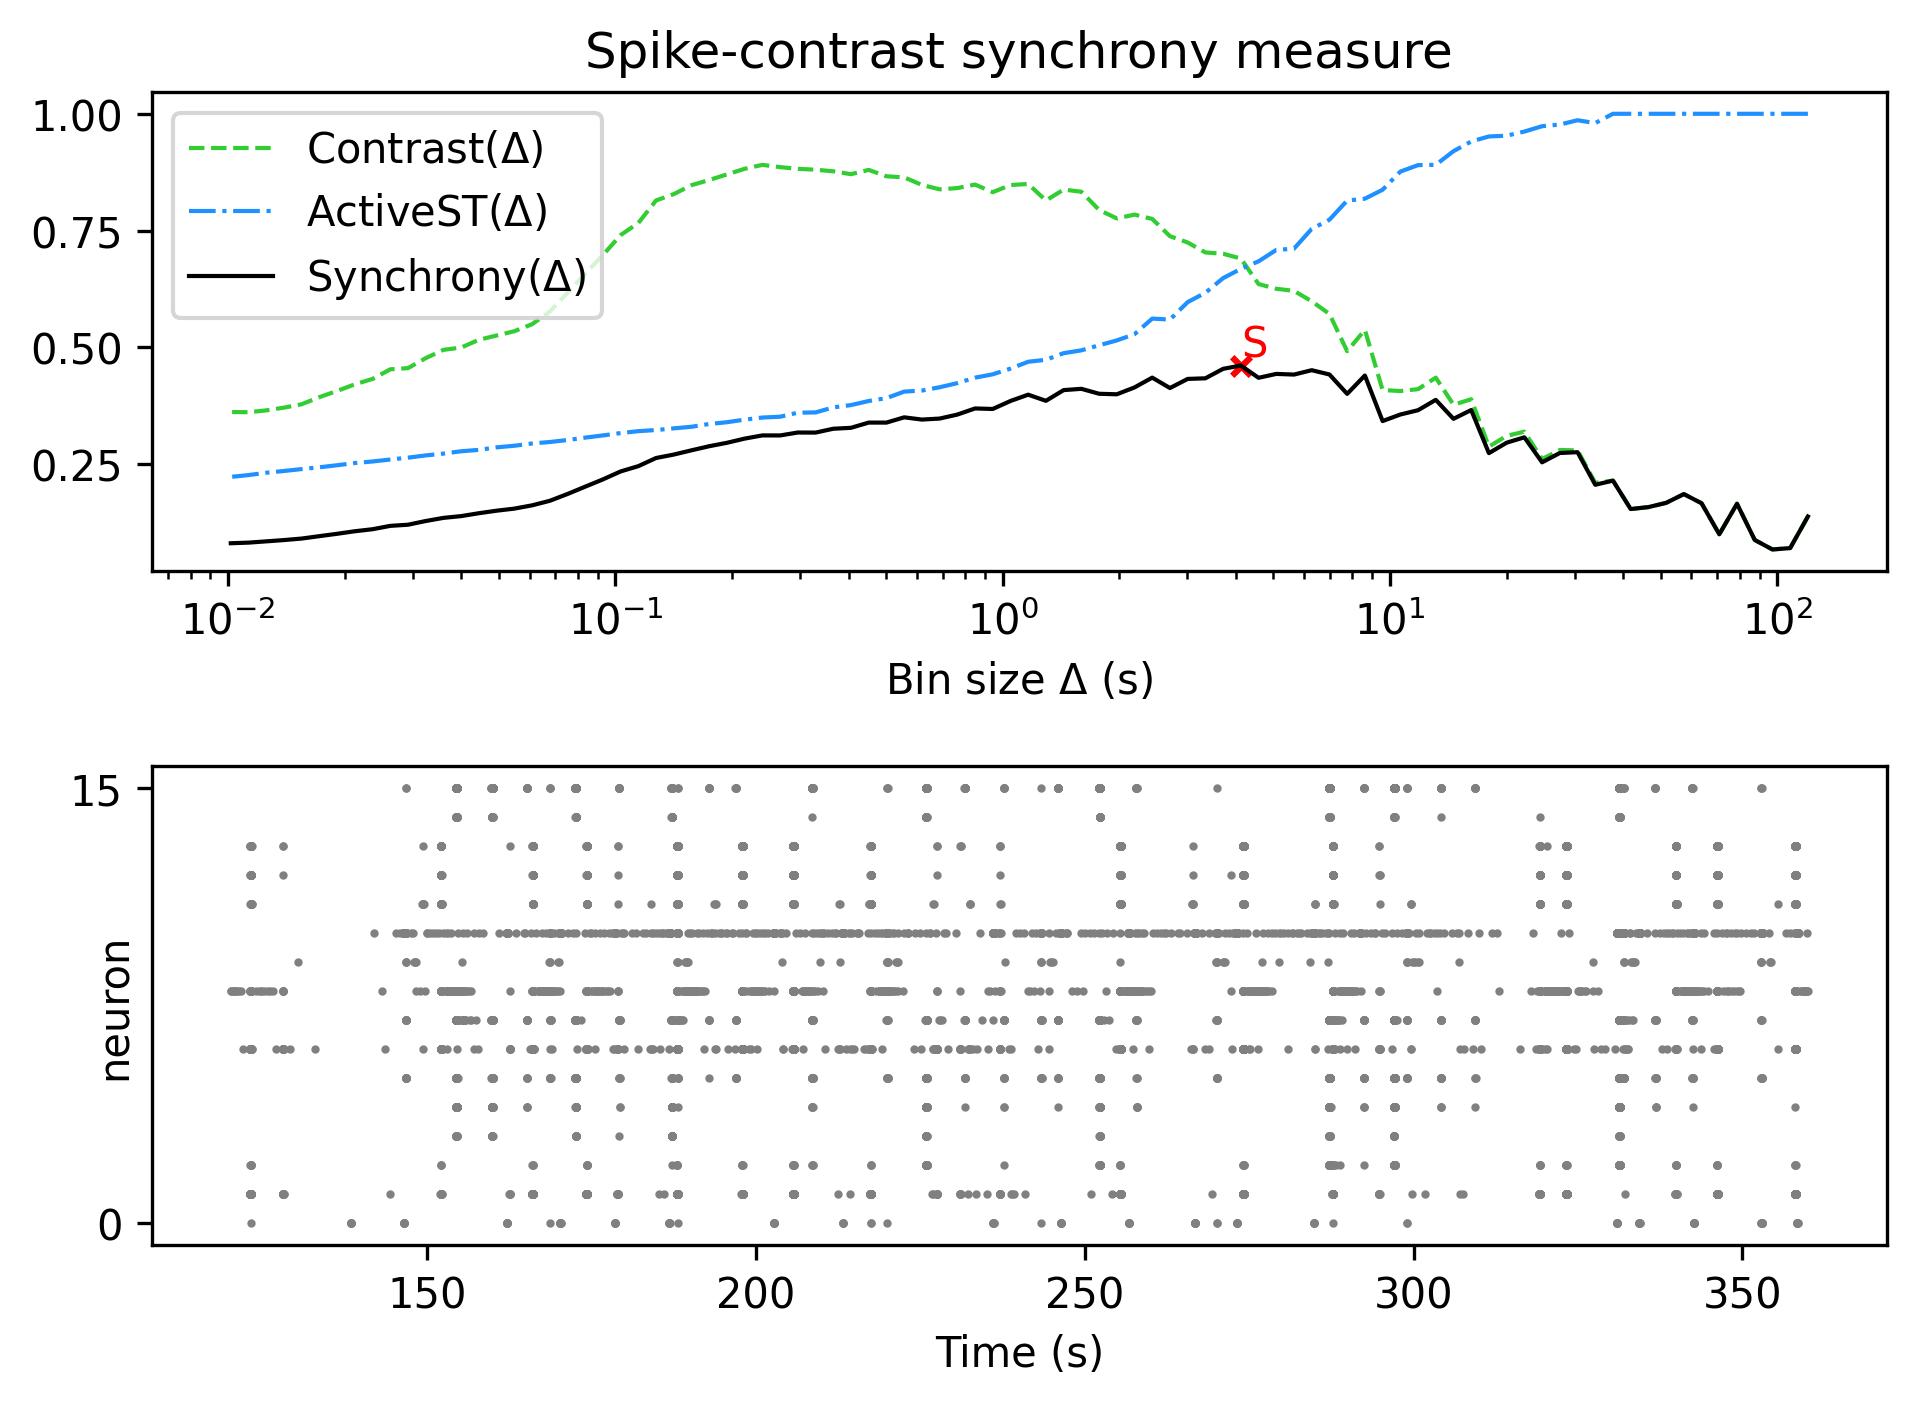 Spike-contrast synchrony measure
1.00
0.75
0.50
0.25
Contrast(Δ)
ActiveST(Δ)
Synchrony(Δ)
S
10⁻² 10⁻¹ 10⁰ 10¹ 10²
Bin size Δ (s)
15
0
neuron
150 200 250 300 350
Time (s)